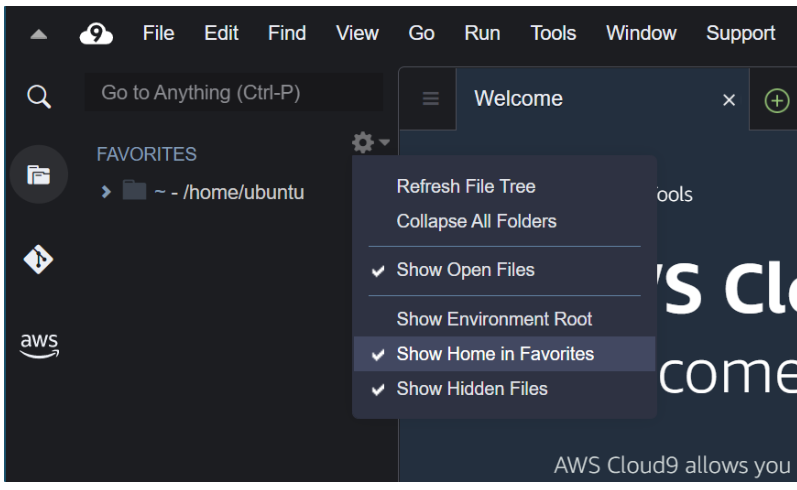 9 File Edit Find View Go Run Tools Window Support
Go to Anything (Ctrl-P)
Welcome
FAVORITES
~ - /home/ubuntu
Refresh File Tree
Collapse All Folders
Show Open Files
Show Environment Root
Show Home in Favorites
Show Hidden Files
aws
ools
S Clo
come
AWS Cloud9 allows you